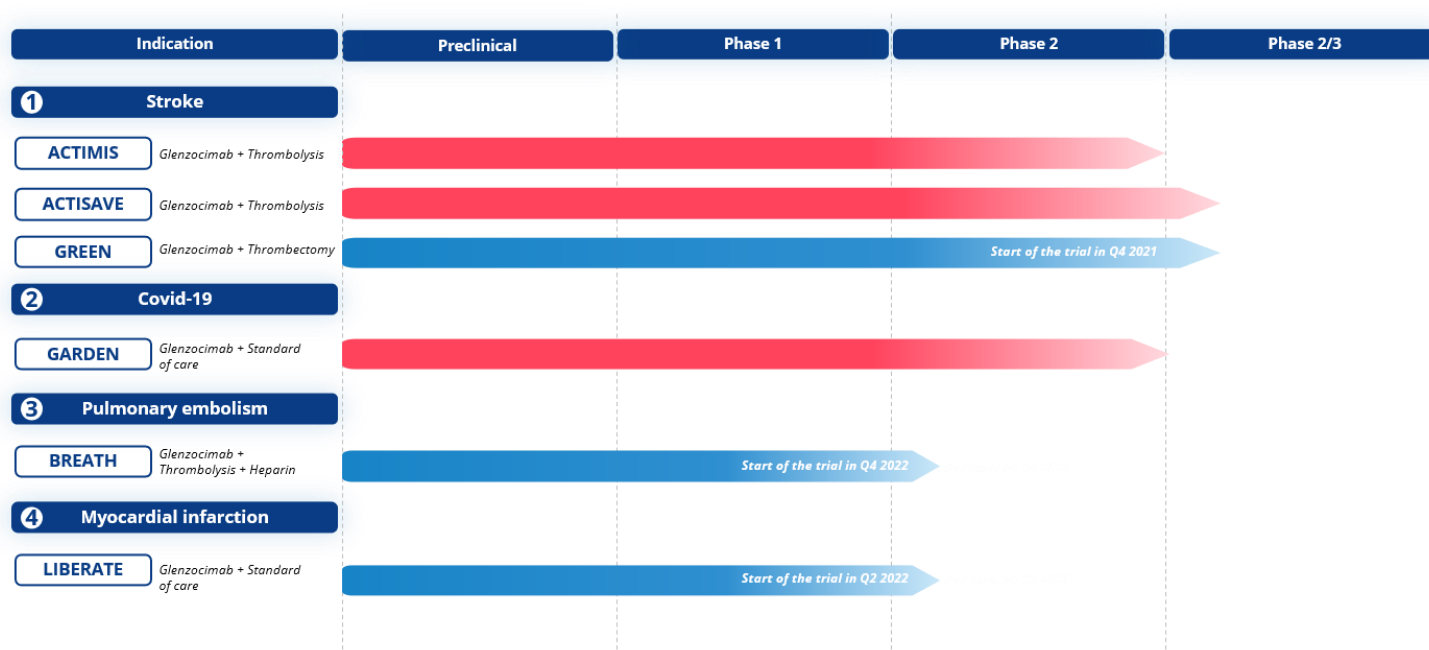 Indication
Preclinical
Phase 1
Phase 2
Phase 2/3
1 Stroke
ACTIMIS
Glenzocimab + Thrombolysis
ACTISAVE
Glenzocimab + Thrombolysis
GREEN
Glenzocimab + Thrombectomy
Start of the trial in Q4 2021
2 Covid-19
GARDEN
Glenzocimab + Standard
of care
3 Pulmonary embolism
BREATH
Glenzocimab +
Thrombolysis + Heparin
Start of the trial in Q4 2022
4 Myocardial infarction
LIBERATE
Glenzocimab + Standard
of care
Start of the trial in Q2 2022